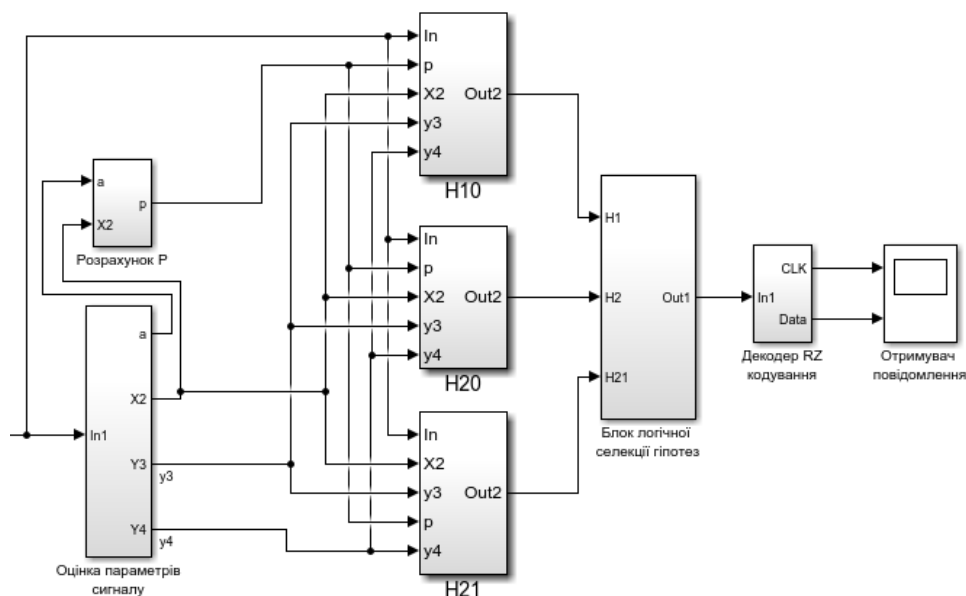 In
p
X2
y3
y4
Out2
H10
a
X2
p
Розрахунок P
In
p
X2
y3
y4
Out2
H20
In1
a
X2
Y3
Y4
y3
y4
Оцінка параметрів
сигналу
In
X2
y3
p
y4
Out2
H21
H1
H2
H21
Out1
Блок логічної
селекції гіпотез
In1
CLK
Data
Декодер RZ
кодування
Отримувач
повідомлення